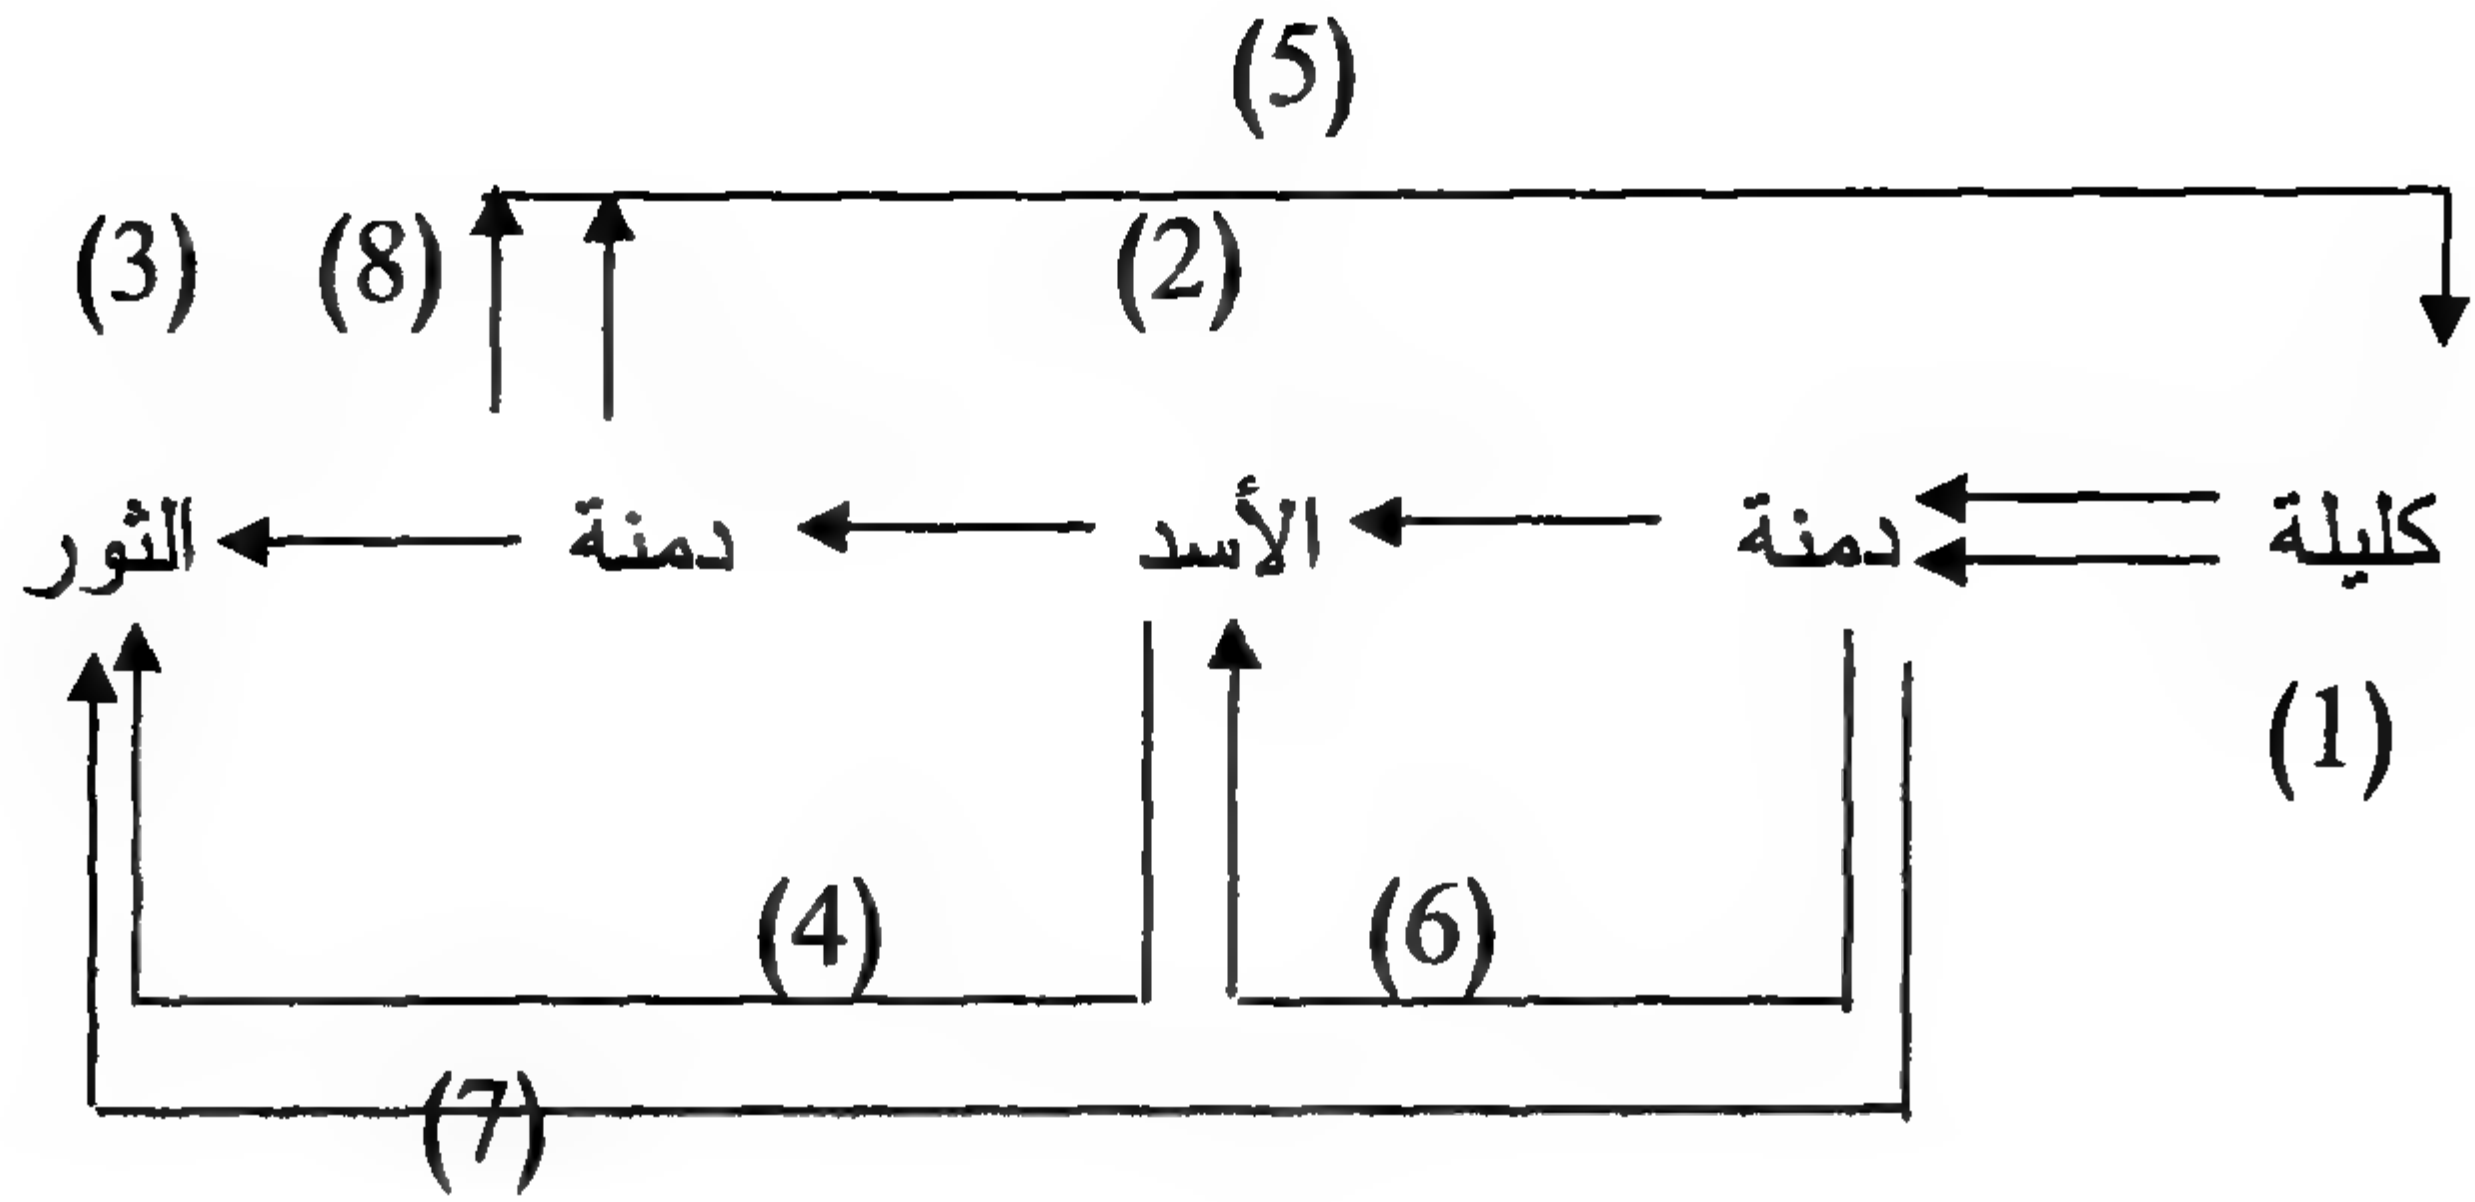 (5)
(2) (8) (3)
كليلة دمنة الأسد دمنة الثور
(1)
(6) (4)
(7)